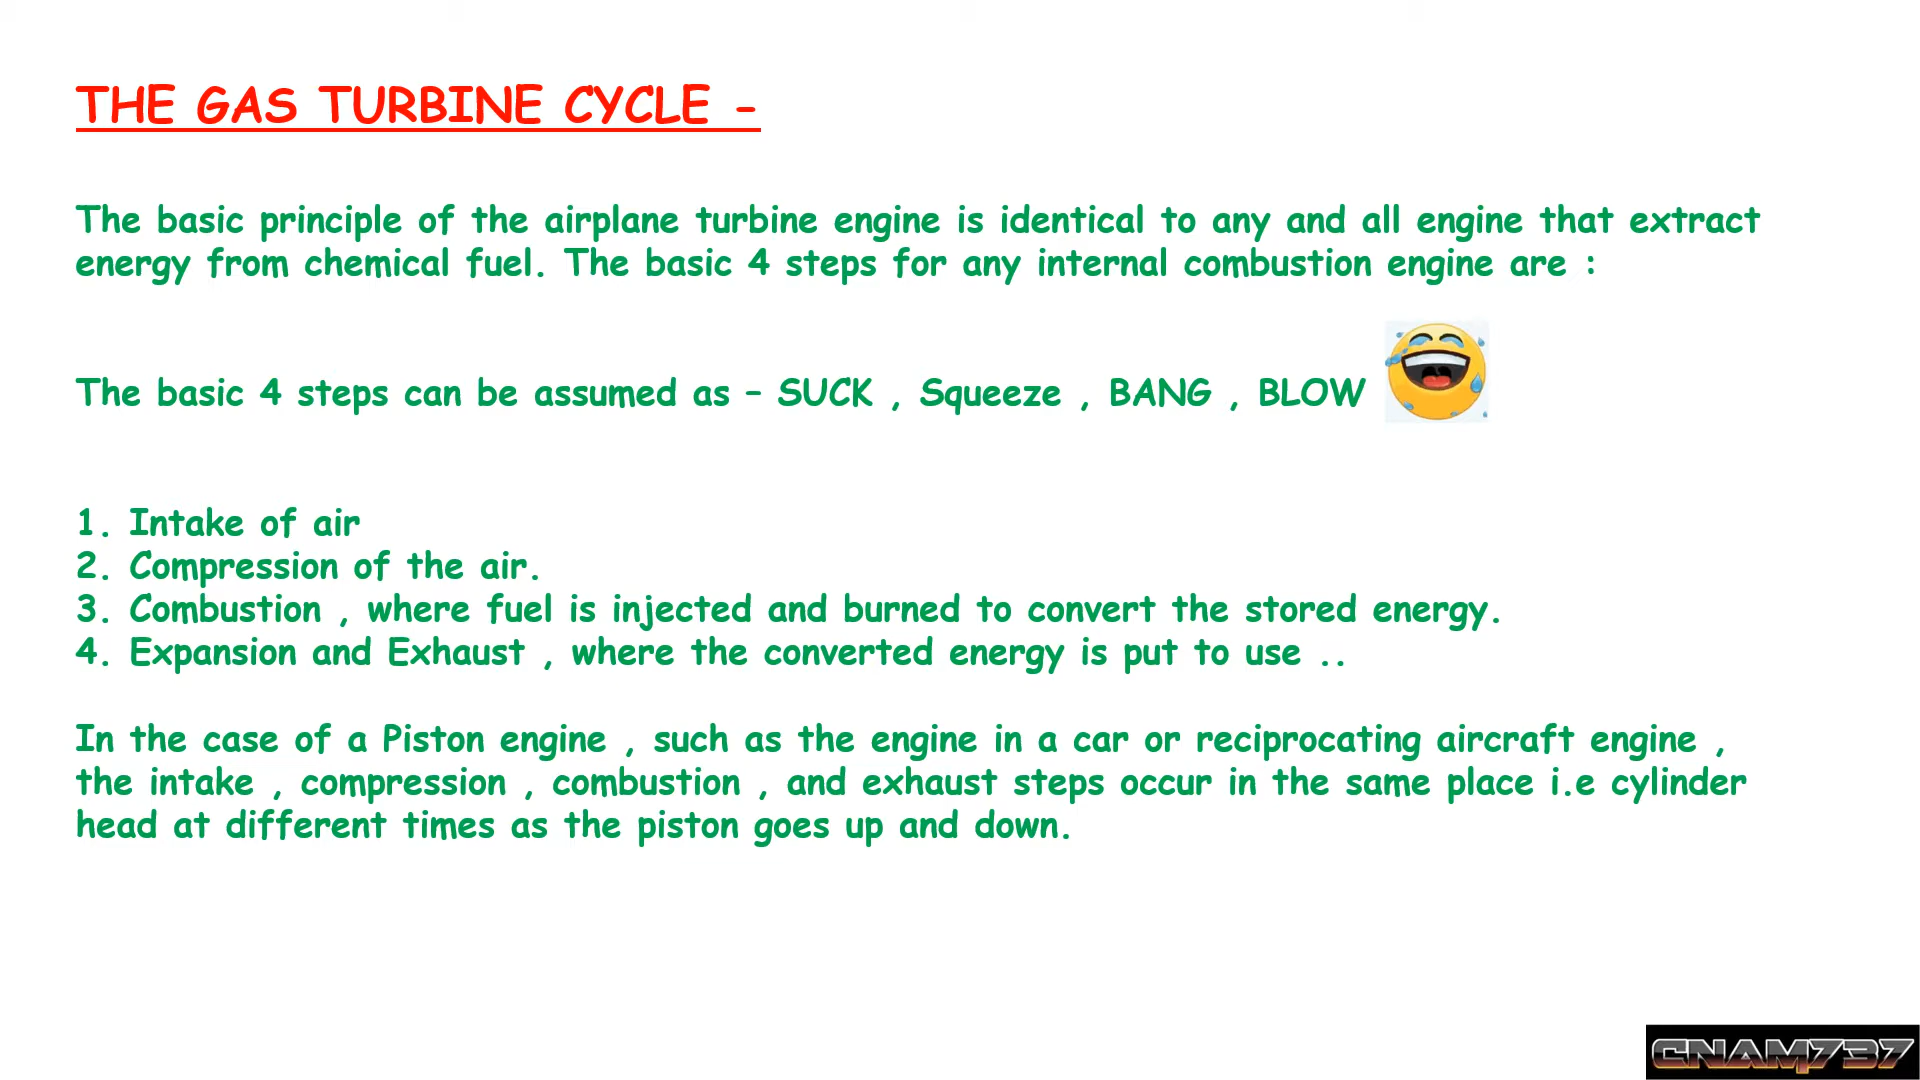 THE GAS TURBINE CYCLE -
The basic principle of the airplane turbine engine is identical to any and all engine that extract
energy from chemical fuel. The basic 4 steps for any internal combustion engine are :
The basic 4 steps can be assumed as – SUCK , Squeeze , BANG , BLOW
1. Intake of air
2. Compression of the air.
3. Combustion , where fuel is injected and burned to convert the stored energy.
4. Expansion and Exhaust , where the converted energy is put to use ..
In the case of a Piston engine , such as the engine in a car or reciprocating aircraft engine ,
the intake , compression , combustion , and exhaust steps occur in the same place i.e cylinder
head at different times as the piston goes up and down.
CNAM737